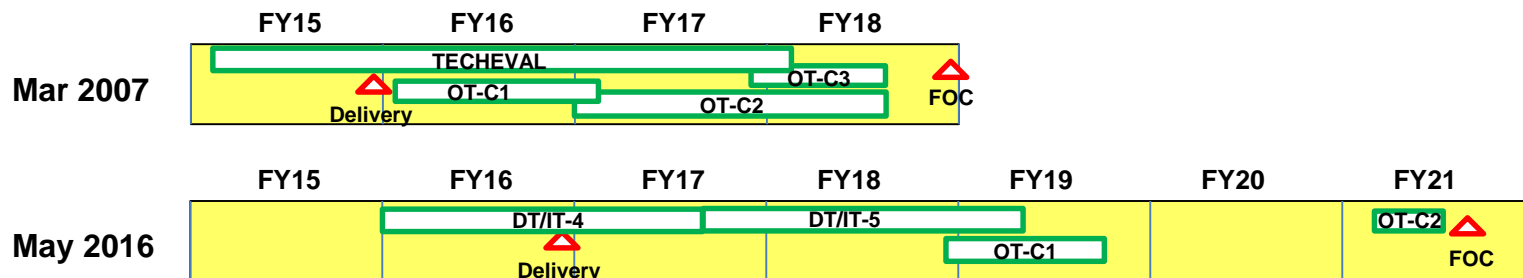 FY15 FY16 FY17 FY18
Mar 2007
TECHEVAL
OT-C3
OT-C1
OT-C2
Delivery
FOC
FY15 FY16 FY17 FY18 FY19 FY20 FY21
May 2016
DT/IT-4 DT/IT-5 OT-C2
OT-C1
Delivery
FOC